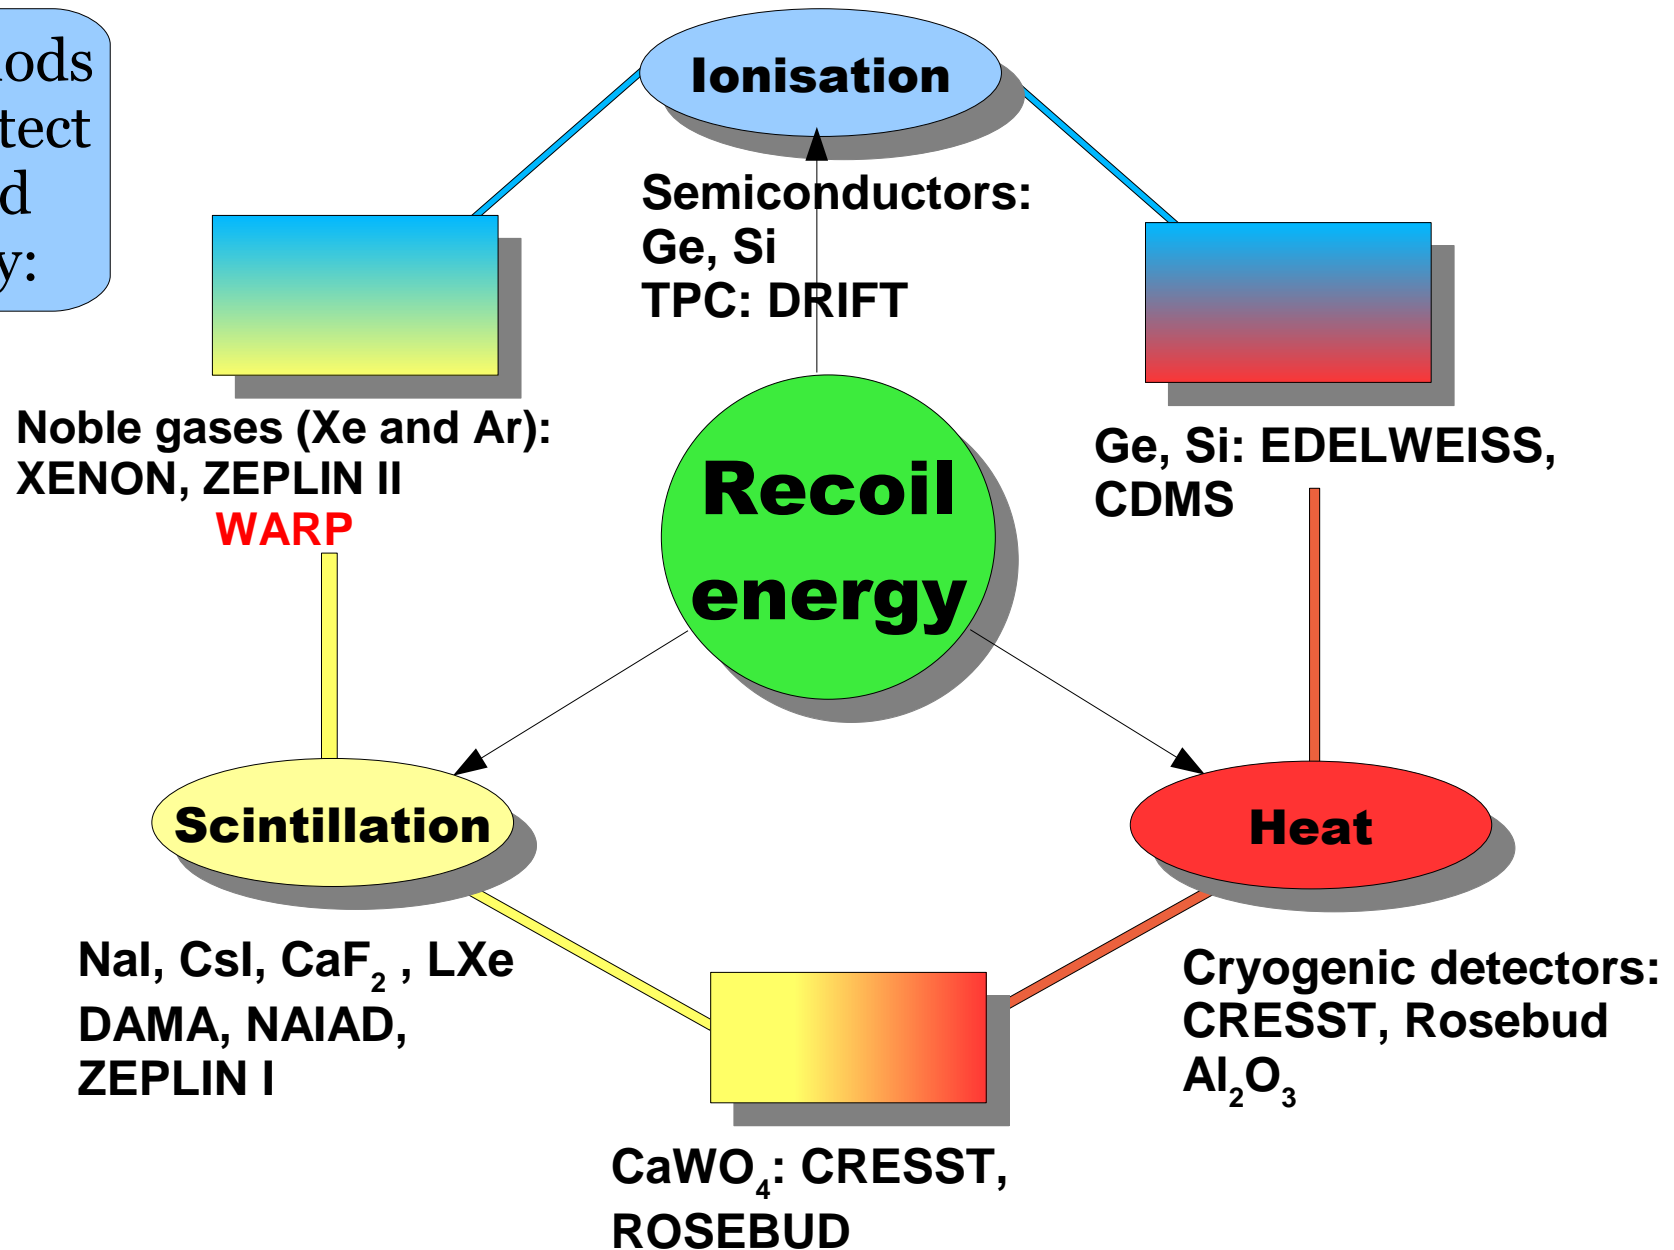 Ionisation
Semiconductors:
Ge, Si
TPC: DRIFT
Noble gases (Xe and Ar):
XENON, ZEPLIN II
WARP
Ge, Si: EDELWEISS,
CDMS
Recoil
energy
Scintillation
Heat
NaI, CsI, CaF₂ , LXe
DAMA, NAIAD,
ZEPLIN I
Cryogenic detectors:
CRESST, Rosebud
Al₂O₃
CaWO₄: CRESST,
ROSEBUD